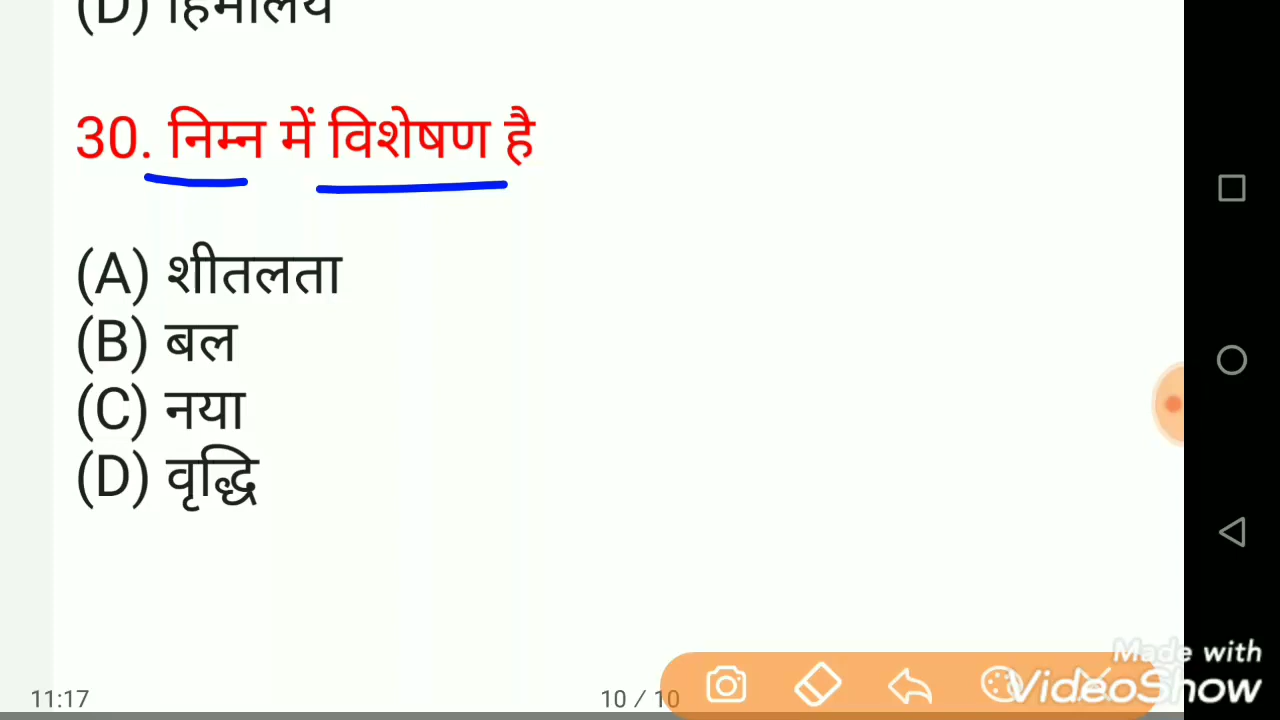 (D) हिमालय
30. निम्न में विशेषण है
(A) शीतलता
(B) बल
(C) नया
(D) वृद्धि
11:17
10 / 10
Made with
VideoShow